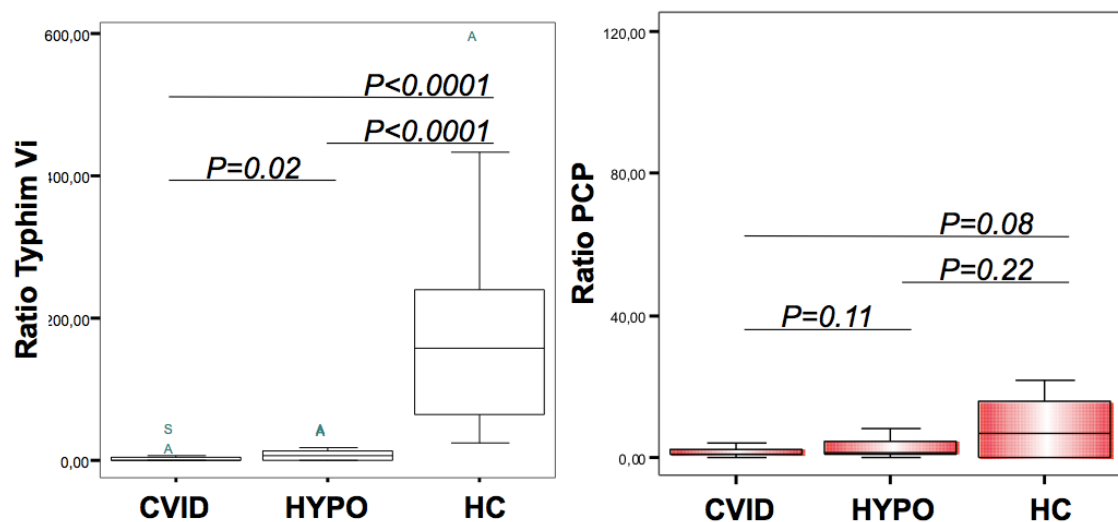 Ratio Typhim Vi
600,00
400,00
200,00
0,00
A
P<0.0001
P<0.0001
P=0.02
S
A
A
CVID HYPO HC
Ratio PCP
120,00
80,00
40,00
0,00
P=0.08
P=0.22
P=0.11
CVID HYPO HC